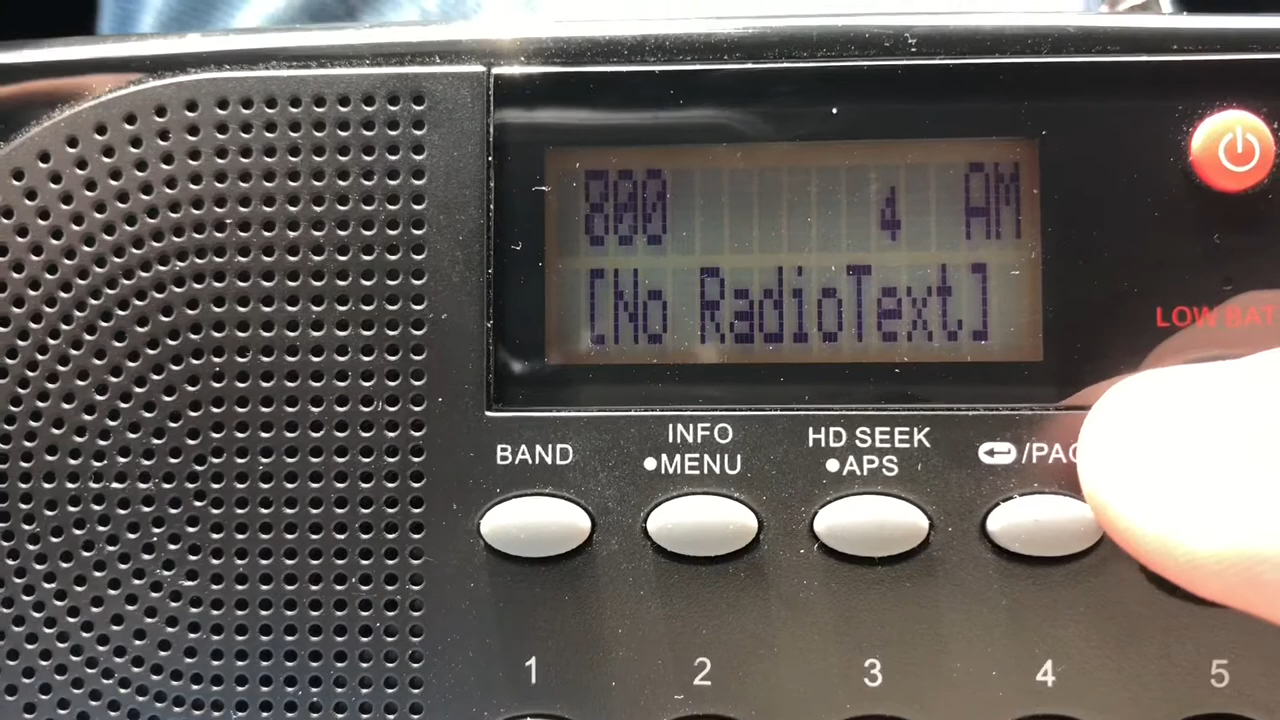 800 4 AM
[No RadioText]
LOW BAT
BAND
INFO
•MENU
HD SEEK
•APS
/PAG
1 2 3 4 5